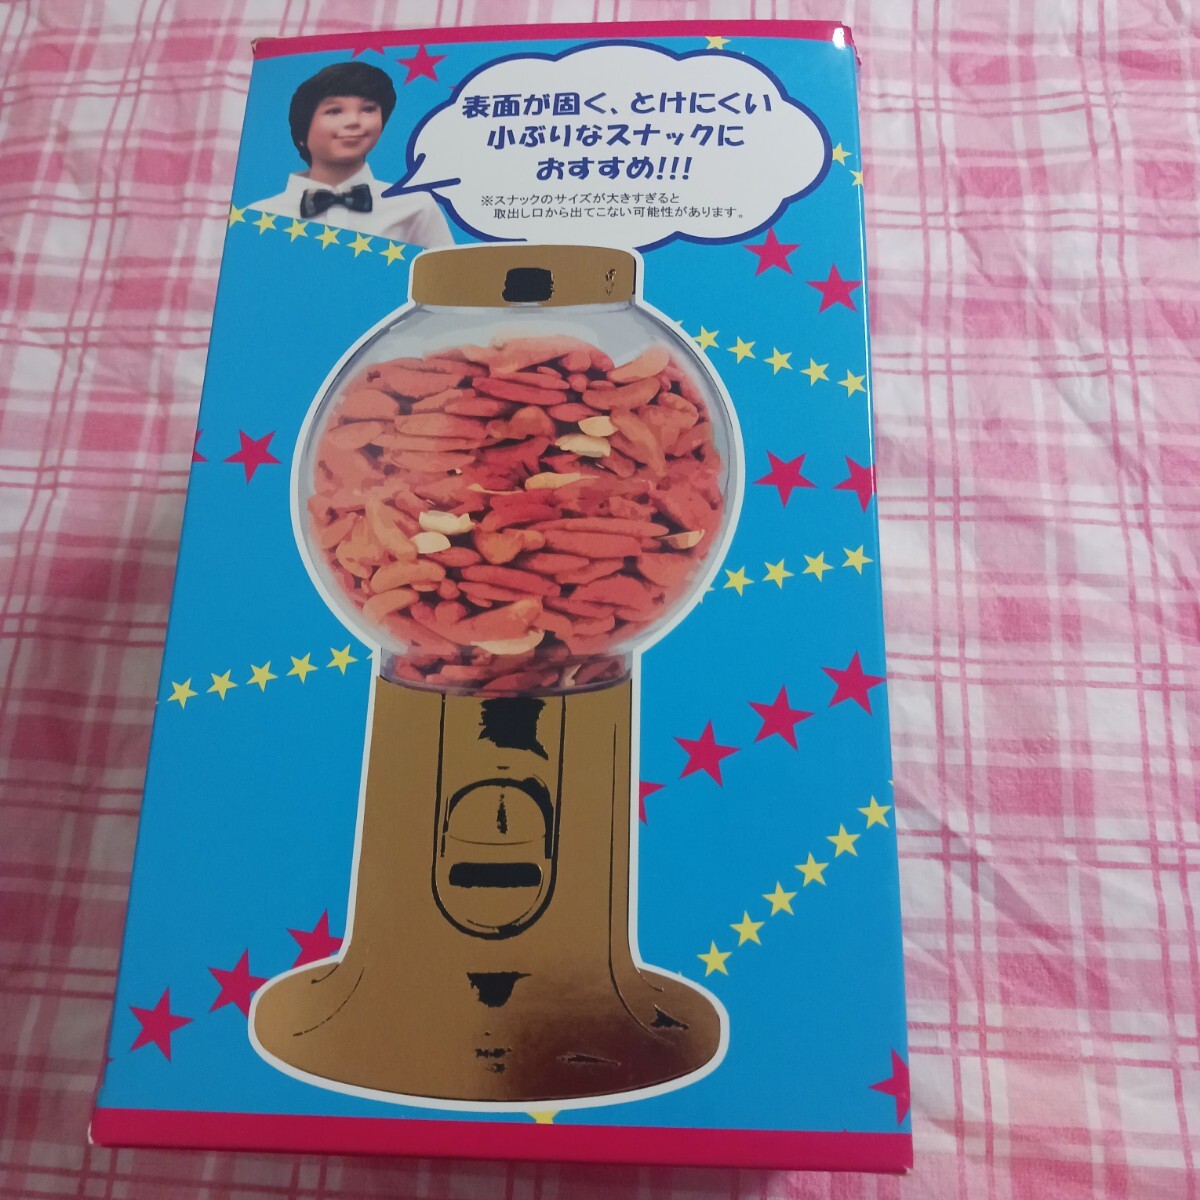 表面が固く、とけにくい
小ぶりなスナックに
おすすめ!!!
※スナックのサイズが大きすぎると
取出し口から出てこない可能性があります。